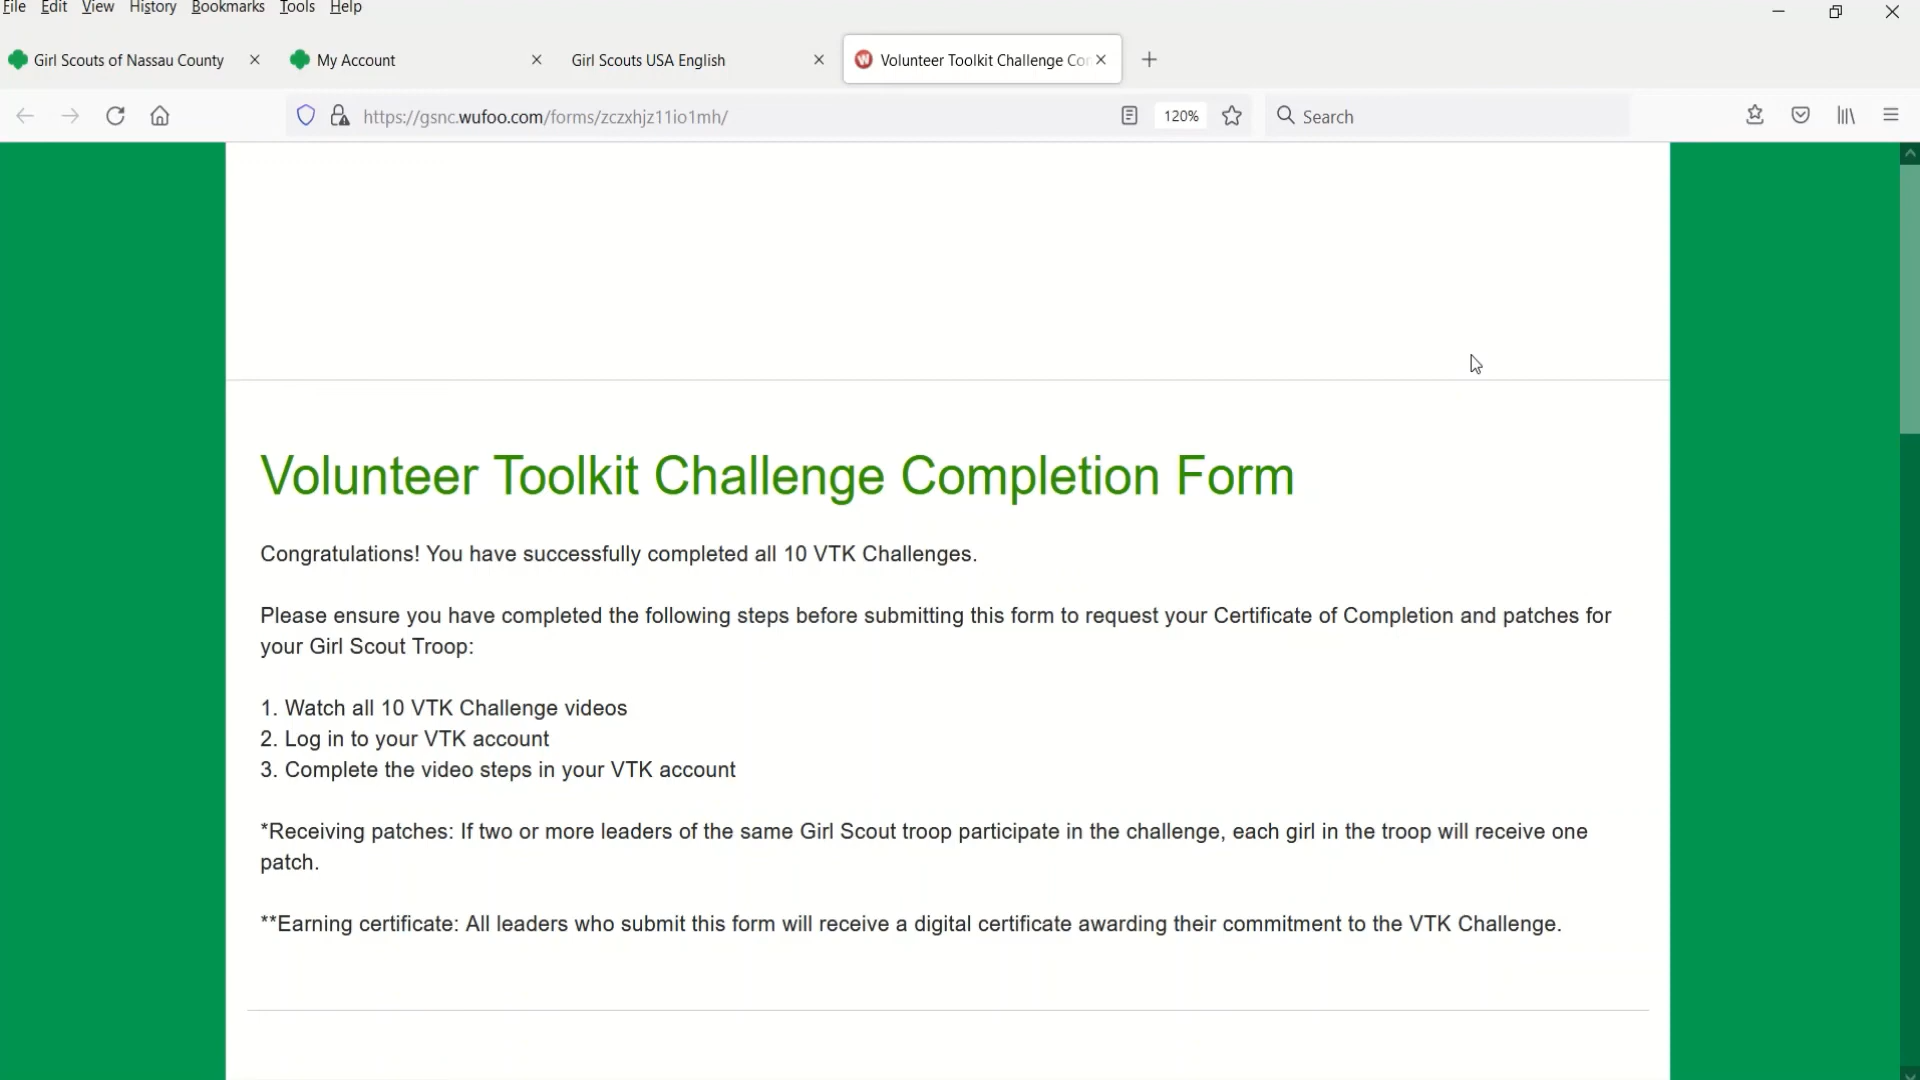 File Edit View History Bookmarks Tools Help
Girl Scouts of Nassau County
My Account
Girl Scouts USA English
Volunteer Toolkit Challenge Co
https://gsnc.wufoo.com/forms/zczxhjz11io1mh/
120%
Search
Volunteer Toolkit Challenge Completion Form
Congratulations! You have successfully completed all 10 VTK Challenges.
Please ensure you have completed the following steps before submitting this form to request your Certificate of Completion and patches for
your Girl Scout Troop:
1. Watch all 10 VTK Challenge videos
2. Log in to your VTK account
3. Complete the video steps in your VTK account
*Receiving patches: If two or more leaders of the same Girl Scout troop participate in the challenge, each girl in the troop will receive one
patch.
**Earning certificate: All leaders who submit this form will receive a digital certificate awarding their commitment to the VTK Challenge.